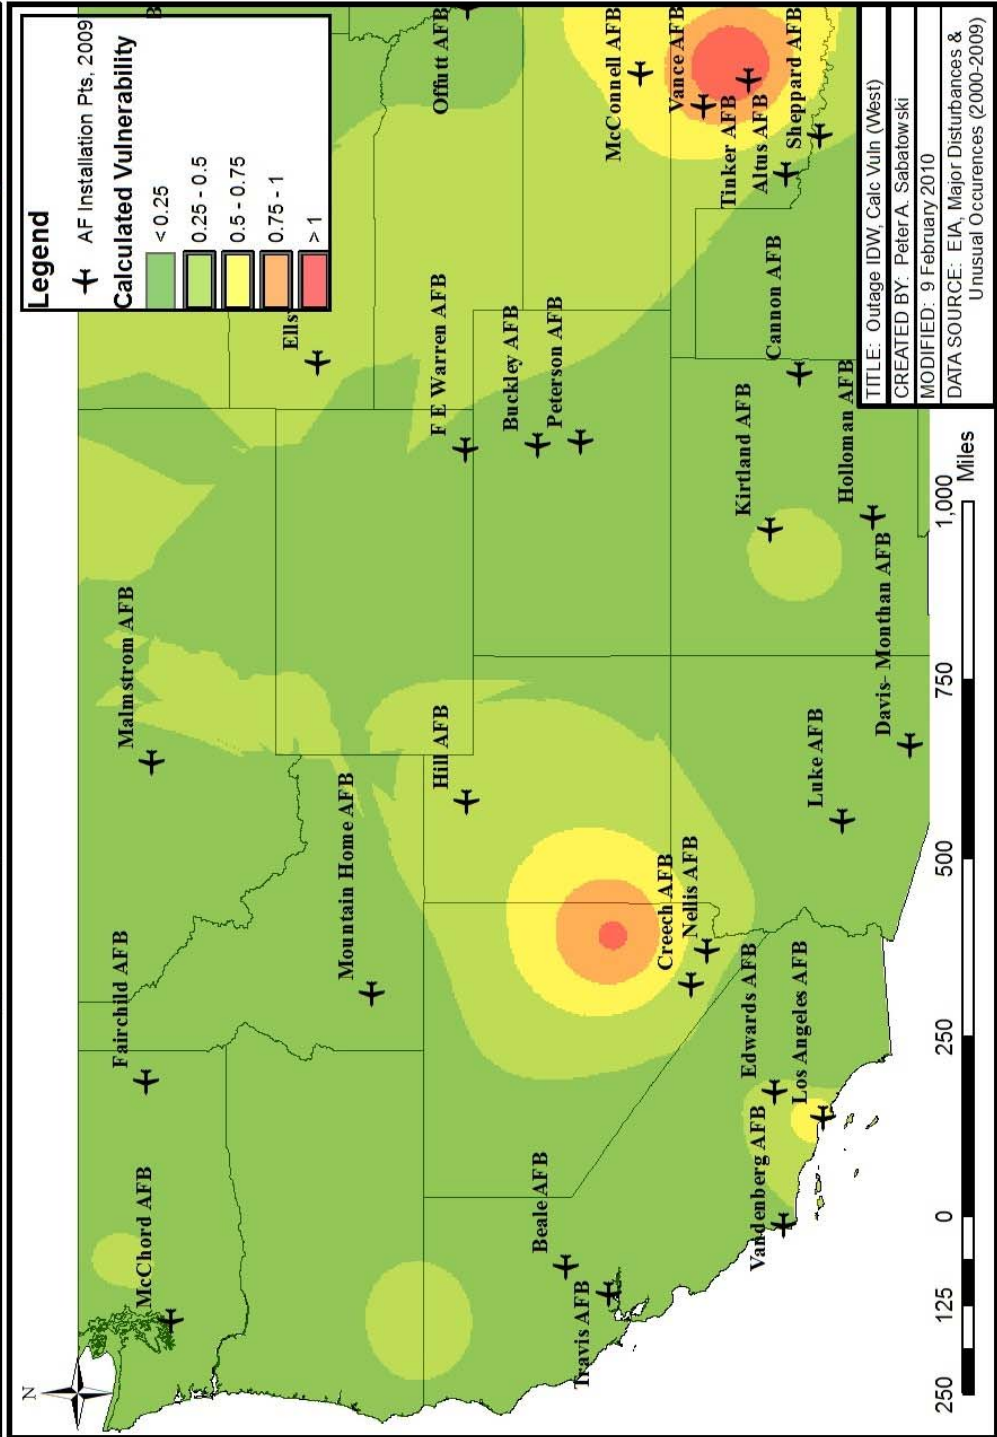 Legend
AF Installation Pts, 2009
Calculated Vulnerability
< 0.25
0.25 - 0.5
0.5 - 0.75
0.75 - 1
> 1
N
McChord AFB
Fairchild AFB
Malmstrom AFB
Mountain Home AFB
Ells
Offutt AFB
Hill AFB
F E Warren AFB
Buckley AFB
Peterson AFB
McConnell AFB
Vance AFB
Tinker AFB
Altus AFB
Sheppard AFB
Beale AFB
Travis AFB
Creech AFB
Nellis AFB
Edwards AFB
Los Angeles AFB
Vandenberg AFB
Luke AFB
Davis- Monthan AFB
Kirtland AFB
Holloman AFB
Cannon AFB
B
250 125 0 250 500 750 1,000
Miles
TITLE: Outage IDW, Calc Vuln (West)
CREATED BY: Peter A. Sabatowski
MODIFIED: 9 February 2010
DATA SOURCE: EIA, Major Disturbances &
Unusual Occurences (2000-2009)